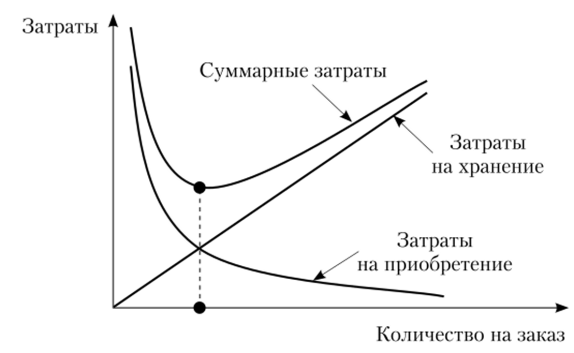 Затраты
Суммарные затраты
Затраты
на хранение
Затраты
на приобретение
Количество на заказ